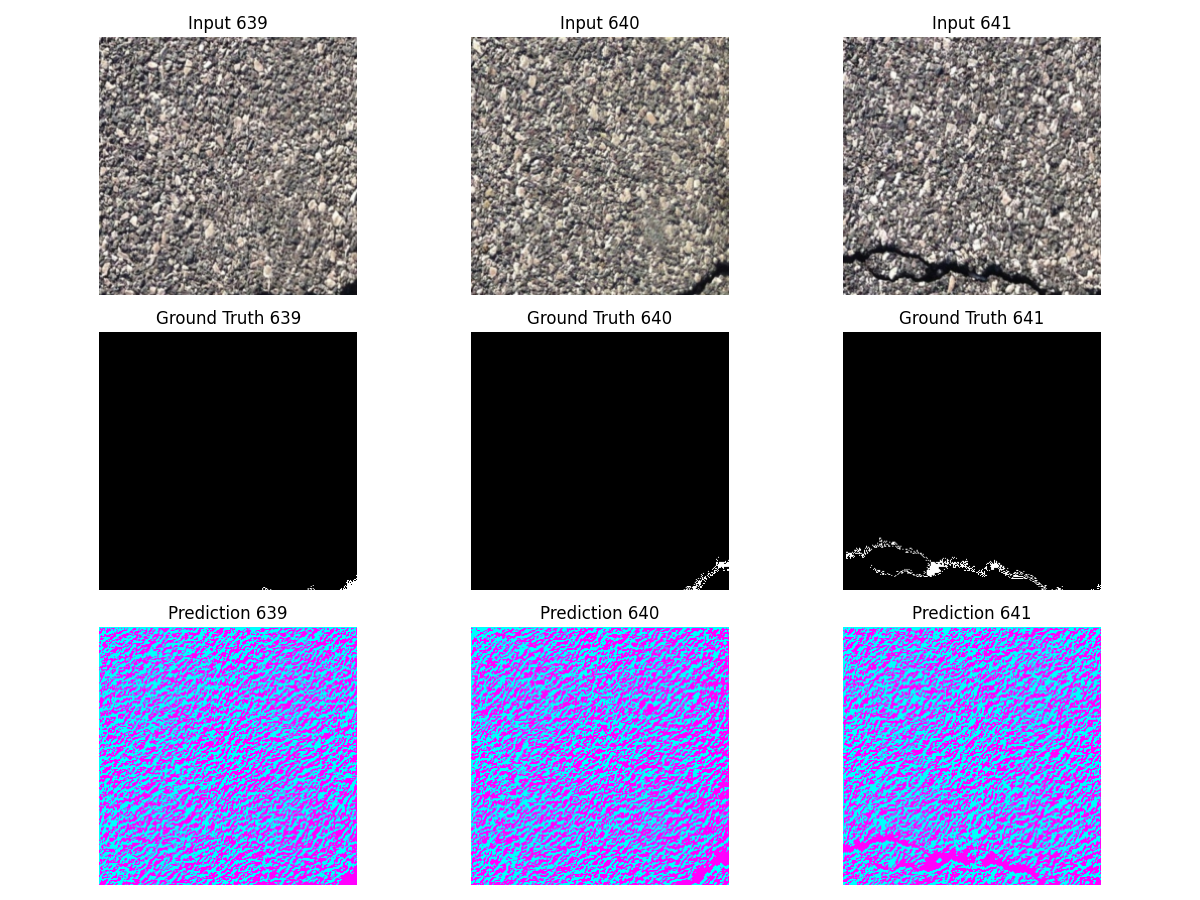 Input 639
Input 640
Input 641
Ground Truth 639
Ground Truth 640
Ground Truth 641
Prediction 639
Prediction 640
Prediction 641